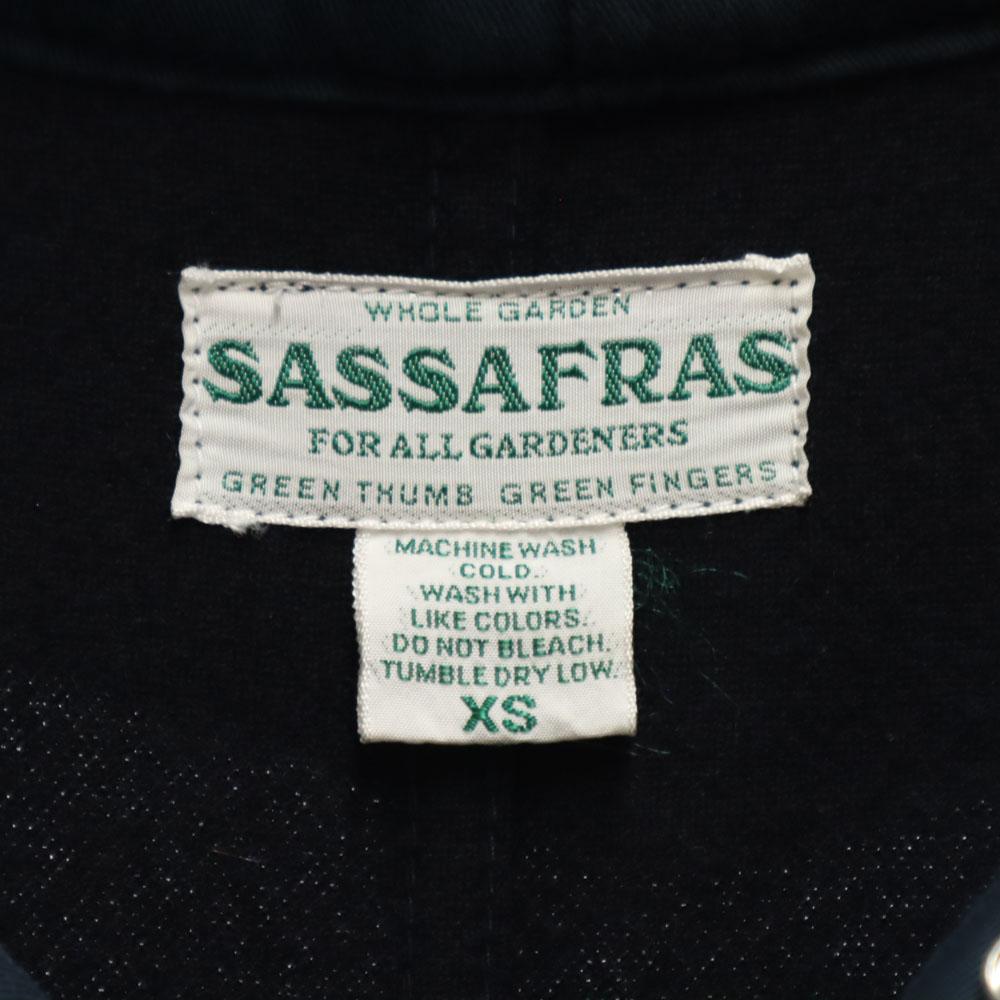 WHOLE GARDEN
SASSAFRAS
FOR ALL GARDENERS
GREEN THUMB GREEN FINGERS
MACHINE WASH
COLD.
WASH WITH
LIKE COLORS.
DO NOT BLEACH.
TUMBLE DRY LOW.
XS